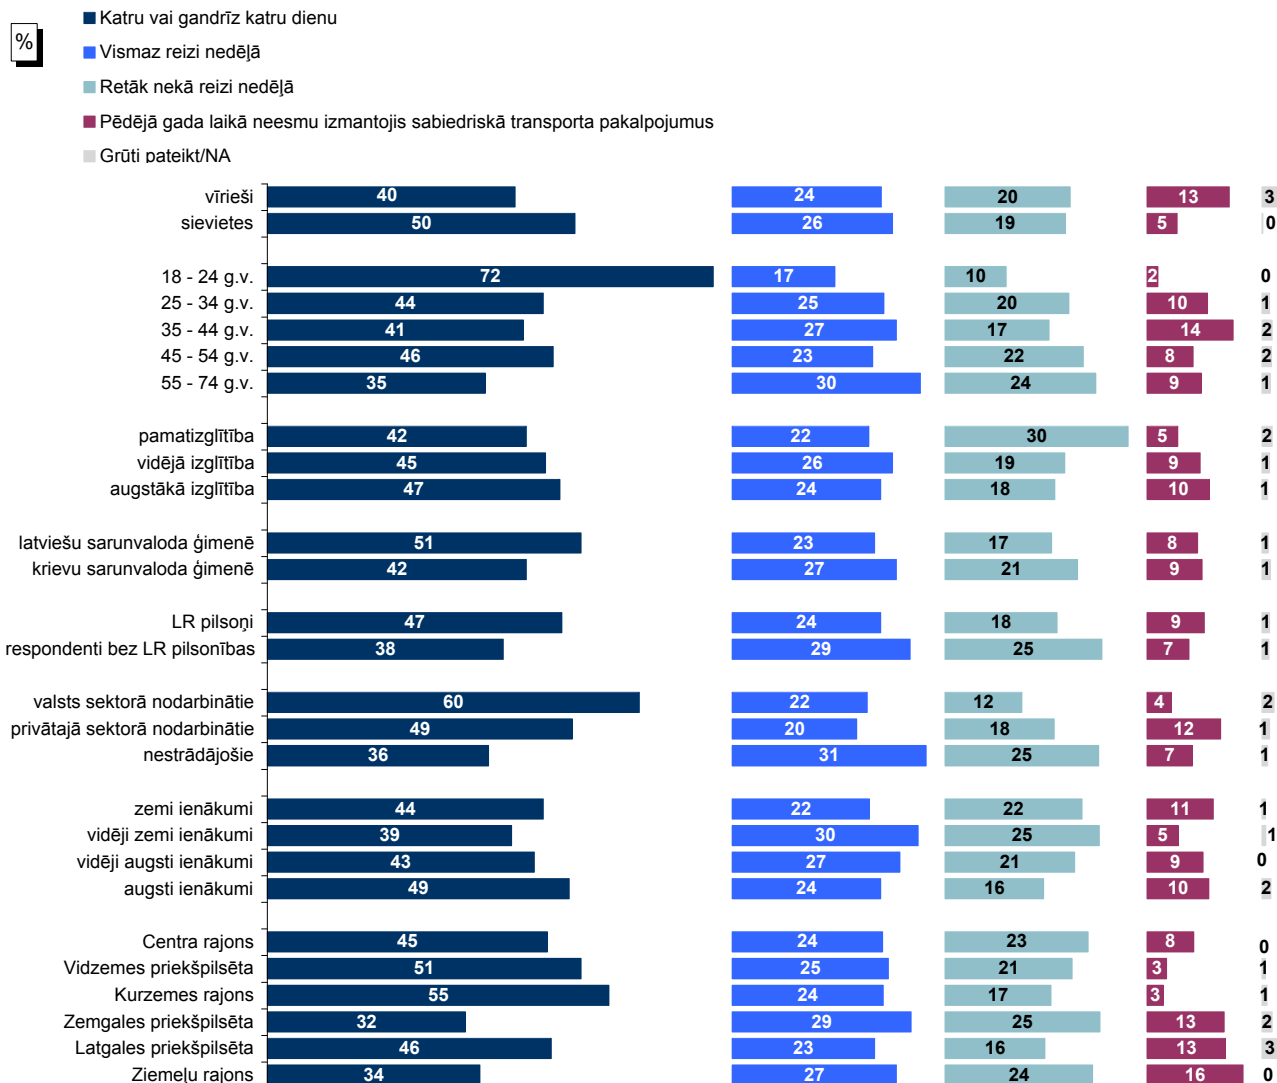 %
Katru vai gandrīz katru dienu
Vismaz reizi nedēļā
Retāk nekā reizi nedēļā
Pēdējā gada laikā neesmu izmantojis sabiedriskā transporta pakalpojumus
Grūti pateikt/NA
vīrieši 40 24 20 13 3
sievietes 50 26 19 5 0
18 - 24 g.v. 72 17 10 2 0
25 - 34 g.v. 44 25 20 10 1
35 - 44 g.v. 41 27 17 14 2
45 - 54 g.v. 46 23 22 8 2
55 - 74 g.v. 35 30 24 9 1
pamatizglītība 42 22 30 5 2
vidējā izglītība 45 26 19 9 1
augstākā izglītība 47 24 18 10 1
latviešu sarunvaloda ģimenē 51 23 17 8 1
krievu sarunvaloda ģimenē 42 27 21 9 1
LR pilsoņi 47 24 18 9 1
respondenti bez LR pilsonības 38 29 25 7 1
valsts sektorā nodarbinātie 60 22 12 4 2
privātajā sektorā nodarbinātie 49 20 18 12 1
nestrādājošie 36 31 25 7 1
zemi ienākumi 44 22 22 11 1
vidēji zemi ienākumi 39 30 25 5 1
vidēji augsti ienākumi 43 27 21 9 0
augsti ienākumi 49 24 16 10 2
Centra rajons 45 24 23 8 0
Vidzemes priekšpilsēta 51 25 21 3 1
Kurzemes rajons 55 24 17 3 1
Zemgales priekšpilsēta 32 29 25 13 2
Latgales priekšpilsēta 46 23 16 13 3
Ziemeļu rajons 34 27 24 16 0